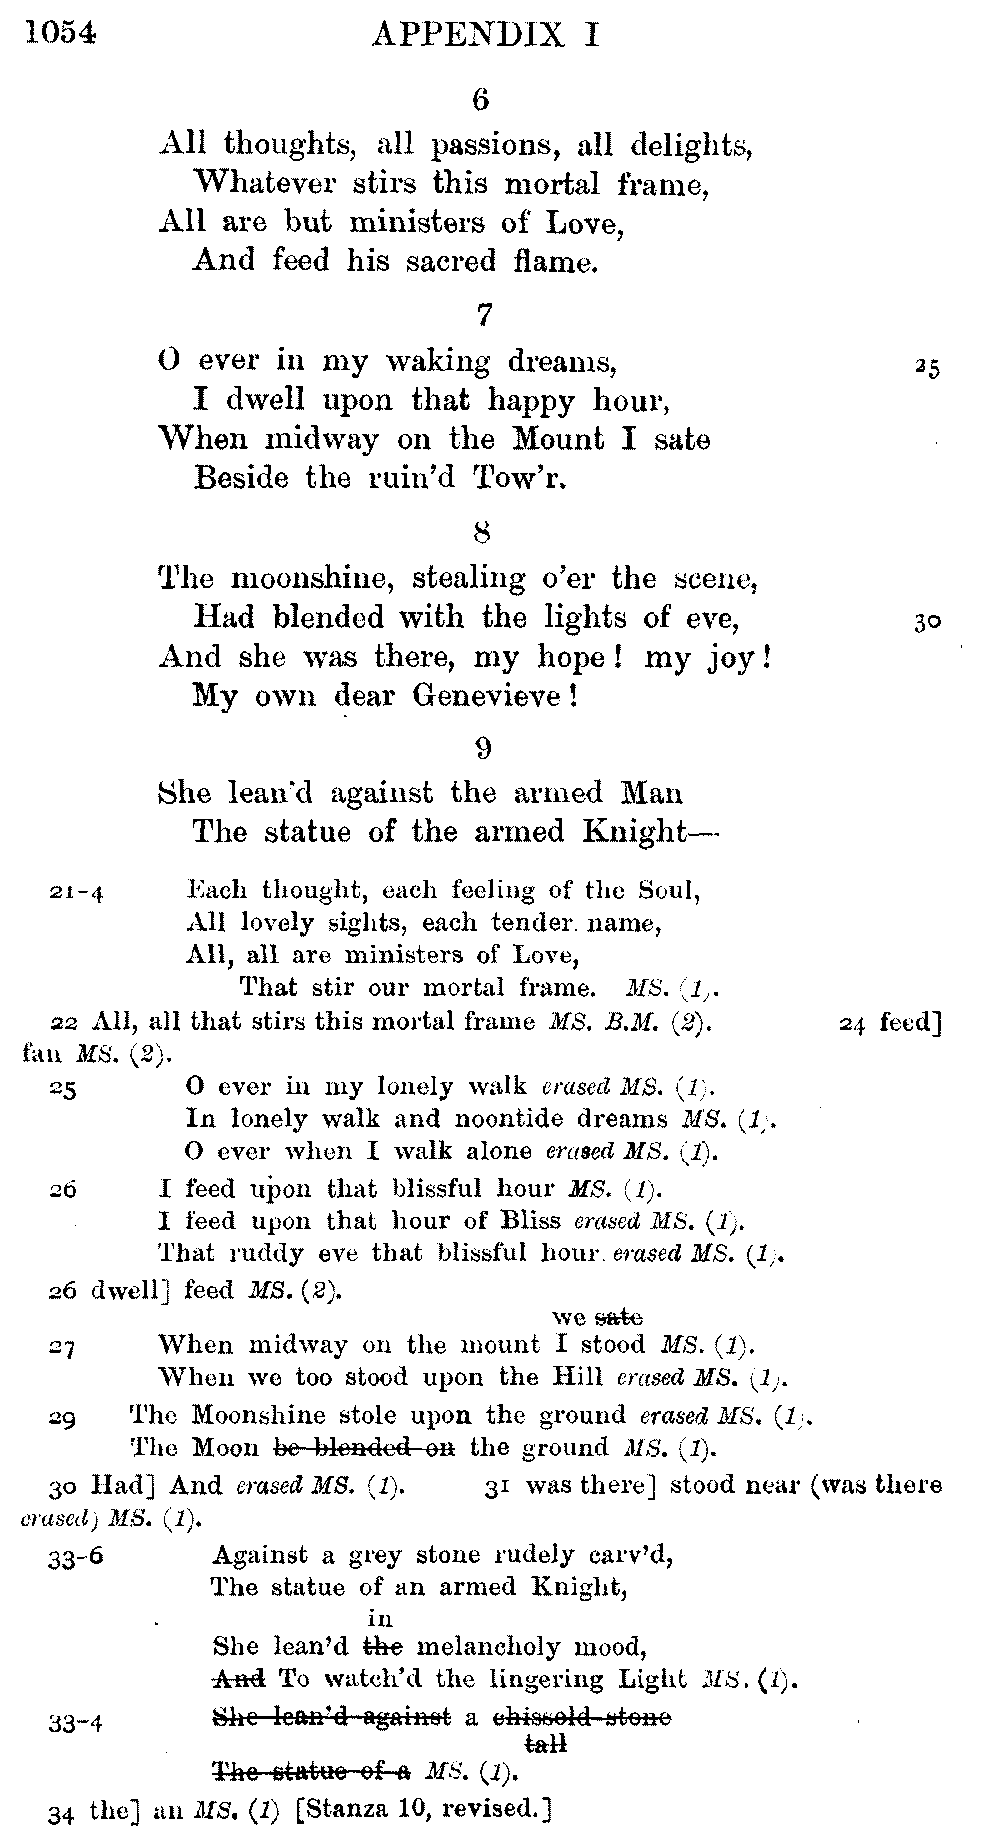 1054 APPENDIX I
6
All thoughts, all passions, all delights,
Whatever stirs this mortal frame,
All are but ministers of Love,
And feed his sacred flame.
7
O ever in my waking dreams, 25
I dwell upon that happy hour,
When midway on the Mount I sate
Beside the ruin'd Tow'r.
8
The moonshine, stealing o'er the scene,
Had blended with the lights of eve, 30
And she was there, my hope! my joy!
My own dear Genevieve!
9
She lean'd against the armed Man
The statue of the armed Knight—
21-4 Each thought, each feeling of the Soul,
All lovely sights, each tender name,
All, all are ministers of Love,
That stir our mortal frame. MS. (1).
22 All, all that stirs this mortal frame MS. B.M. (2). 24 feed]
fan MS. (2).
25 O ever in my lonely walk erased MS. (1).
In lonely walk and noontide dreams MS. (1).
O ever when I walk alone erased MS. (1).
26 I feed upon that blissful hour MS. (1).
I feed upon that hour of Bliss erased MS. (1).
That ruddy eve that blissful hour erased MS. (1).
26 dwell] feed MS. (2).
we sate
27 When midway on the mount I stood MS. (1).
When we too stood upon the Hill erased MS. (1).
29 The Moonshine stole upon the ground erased MS. (1).
The Moon be blended on the ground MS. (1).
30 Had] And erased MS. (1). 31 was there] stood near (was there
erased) MS. (1).
33-6 Against a grey stone rudely carv'd,
The statue of an armed Knight,
in
She lean'd the melancholy mood,
And To watch'd the lingering Light MS. (1).
33-4 She lean'd against a chissold stone
tall
The statue of a MS. (1).
34 the] an MS. (1) [Stanza 10, revised.]